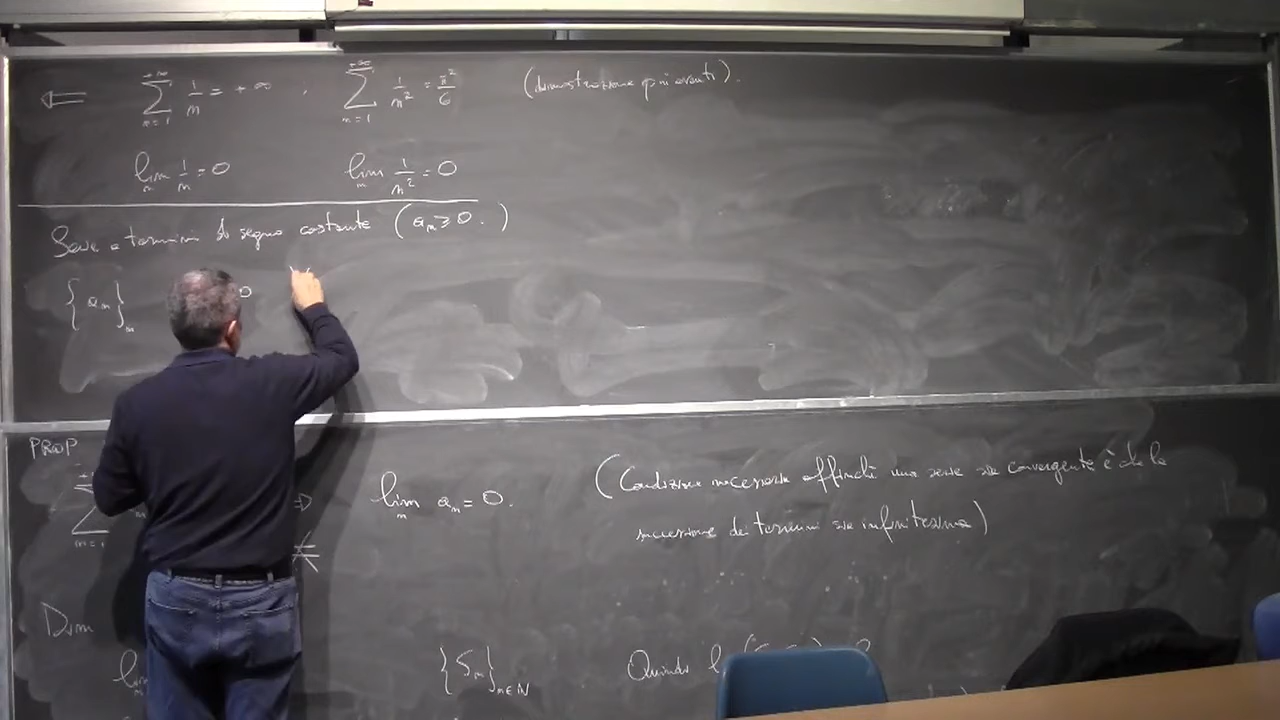 ⇐ ∑_{n=1}^{+∞} 1/n = +∞ , ∑_{n=1}^{+∞} 1/n² = π²/6 (dimostrazione più avanti).
lim_n 1/n = 0 lim_n 1/n² = 0
Serie a termini di segno costante (a_n ≥ 0.)
{a_n}_n 0
PROP
∑_{n=1} ⇒ lim_n a_n = 0. (Condizione necessaria affinché una serie sia convergente è che la
successione dei termini sia infinitesima)
Dim
{S_n}_{n∈ℕ} Quindi